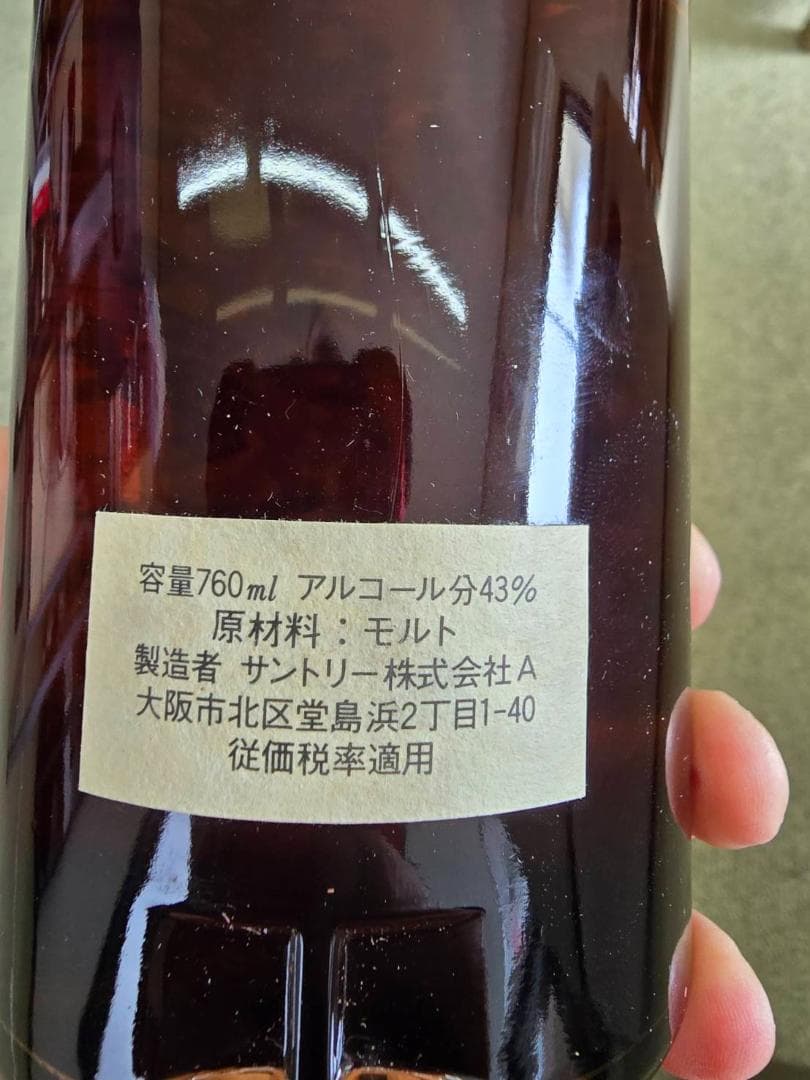 容量760ml アルコール分43%
原材料：モルト
製造者 サントリー株式会社A
大阪市北区堂島浜2丁目1-40
従価税率適用